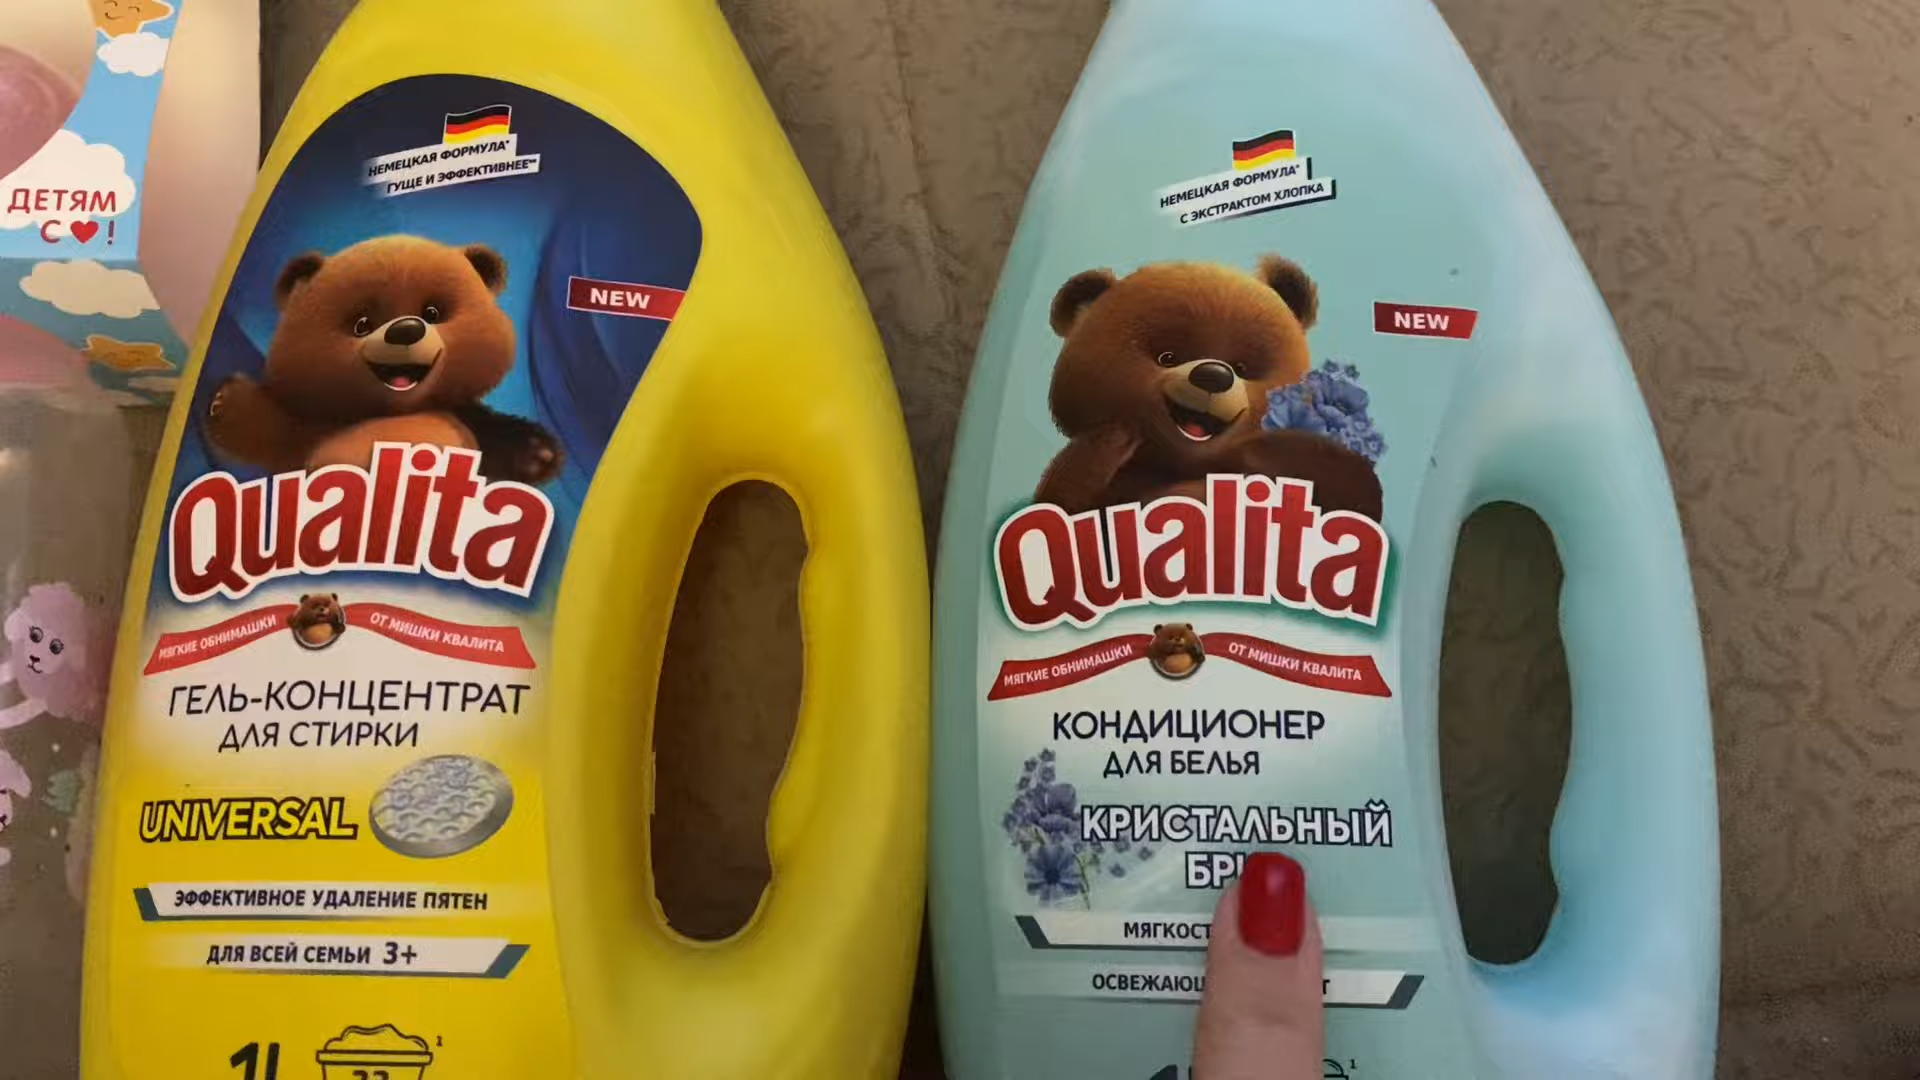 ДЕТЯМ
С ❤!
НЕМЕЦКАЯ ФОРМУЛА*
ГУЩЕ И ЭФФЕКТИВНЕЕ**
NEW
Qualita
МЯГКИЕ ОБНИМАШКИ ОТ МИШКИ КВАЛИТА
ГЕЛЬ-КОНЦЕНТРАТ
ДЛЯ СТИРКИ
UNIVERSAL
ЭФФЕКТИВНОЕ УДАЛЕНИЕ ПЯТЕН
ДЛЯ ВСЕЙ СЕМЬИ 3+
1L
НЕМЕЦКАЯ ФОРМУЛА*
С ЭКСТРАКТОМ ХЛОПКА
NEW
Qualita
МЯГКИЕ ОБНИМАШКИ ОТ МИШКИ КВАЛИТА
КОНДИЦИОНЕР
ДЛЯ БЕЛЬЯ
КРИСТАЛЬНЫЙ